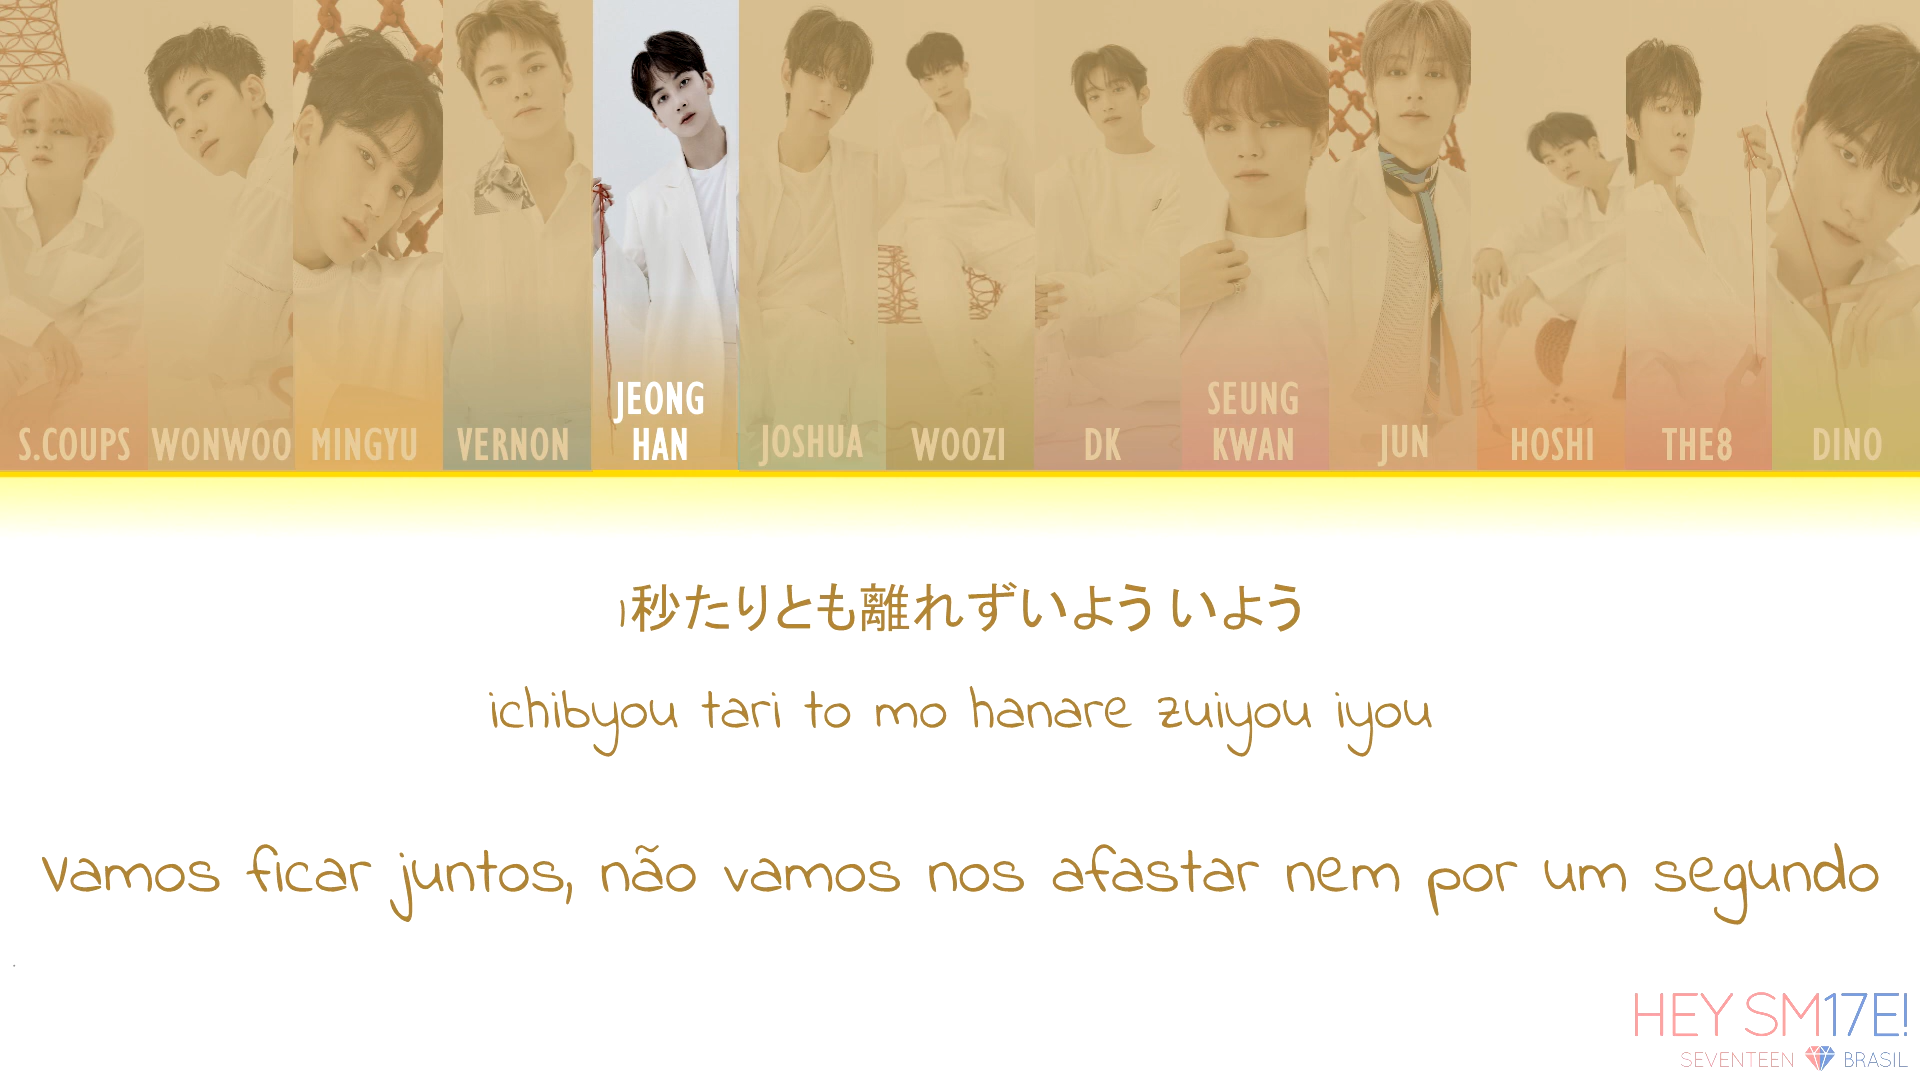 S.COUPS
WONWOO
MINGYU
VERNON
JEONG
HAN
JOSHUA
WOOZI
DK
SEUNG
KWAN
JUN
HOSHI
THE8
DINO
1秒たりとも離れずいよう いよう
ichibyou tari to mo hanare zuiyou iyou
Vamos ficar juntos, não vamos nos afastar nem por um segundo
HEY SM17E!
SEVENTEEN BRASIL